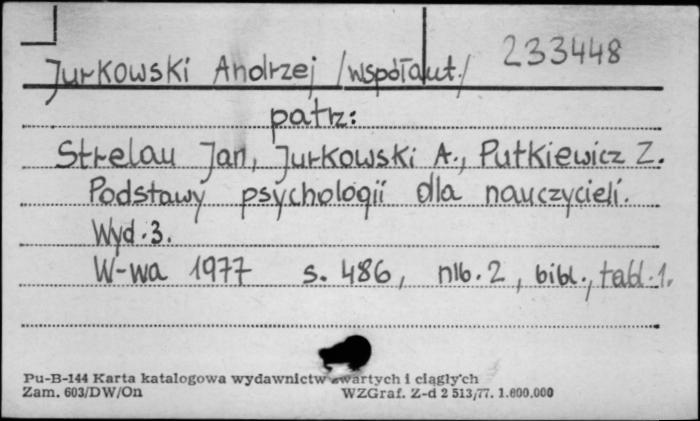 233448
Jurkowski Andrzej /współaut./
patrz:
Strelau Jan, Jurkowski A., Putkiewicz Z.
Podstawy psychologii dla nauczycieli.
Wyd. 3.
W-wa 1977 s. 486, nlb. 2, bibl., tabl. 1.
Pu-B-144 Karta katalogowa wydawnictw zwartych i ciągłych
Zam. 603/DW/On WZGraf. Z-d 2 513/77. 1.800.000